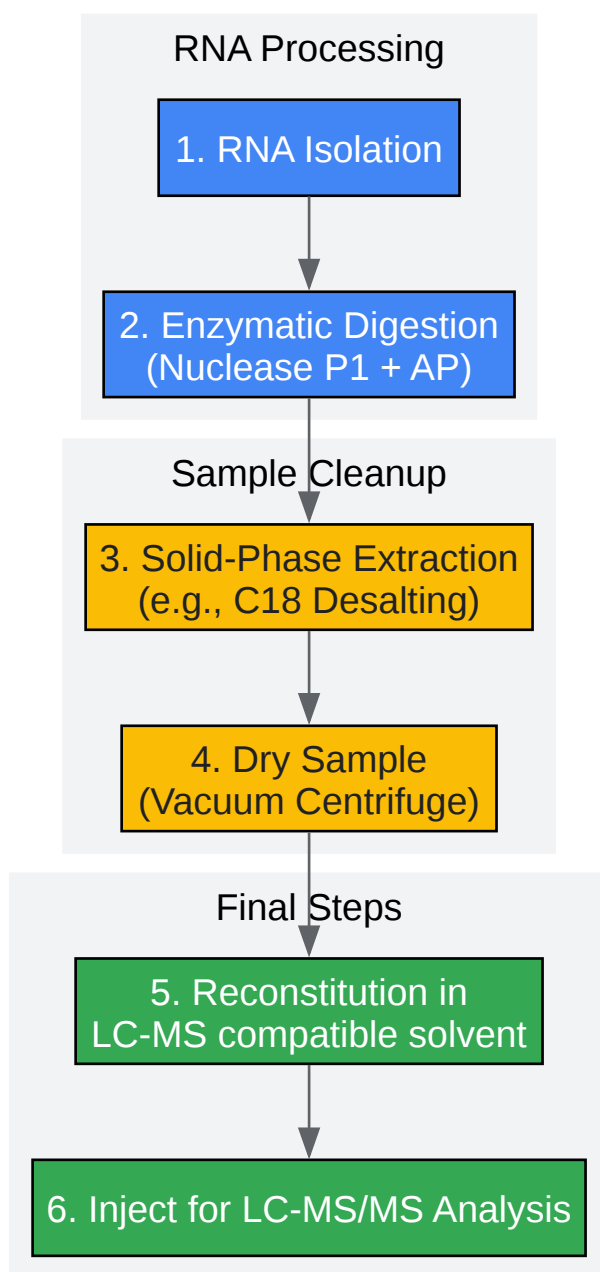 RNA Processing
1. RNA Isolation
2. Enzymatic Digestion
(Nuclease P1 + AP)
Sample Cleanup
3. Solid-Phase Extraction
(e.g., C18 Desalting)
4. Dry Sample
(Vacuum Centrifuge)
Final Steps
5. Reconstitution in
LC-MS compatible solvent
6. Inject for LC-MS/MS Analysis